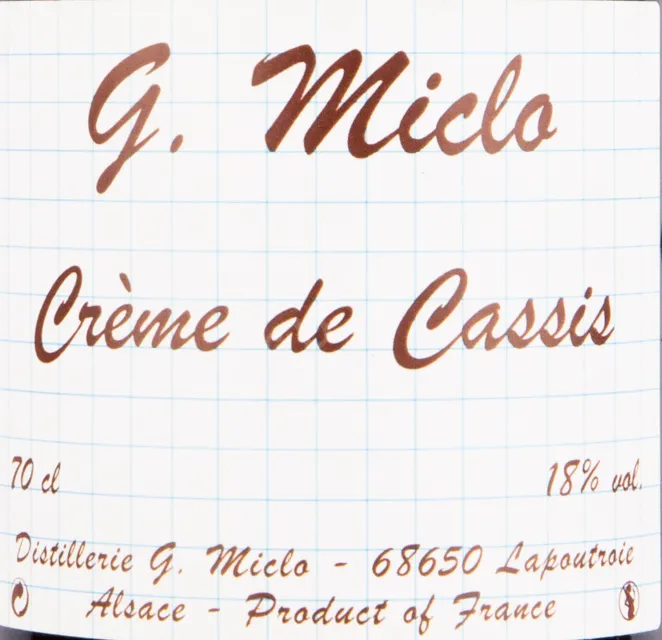 G. Miclo
Crème de Cassis
70 cl
18% vol.
Distillerie G. Miclo - 68650 Lapoutroie
Alsace - Product of France